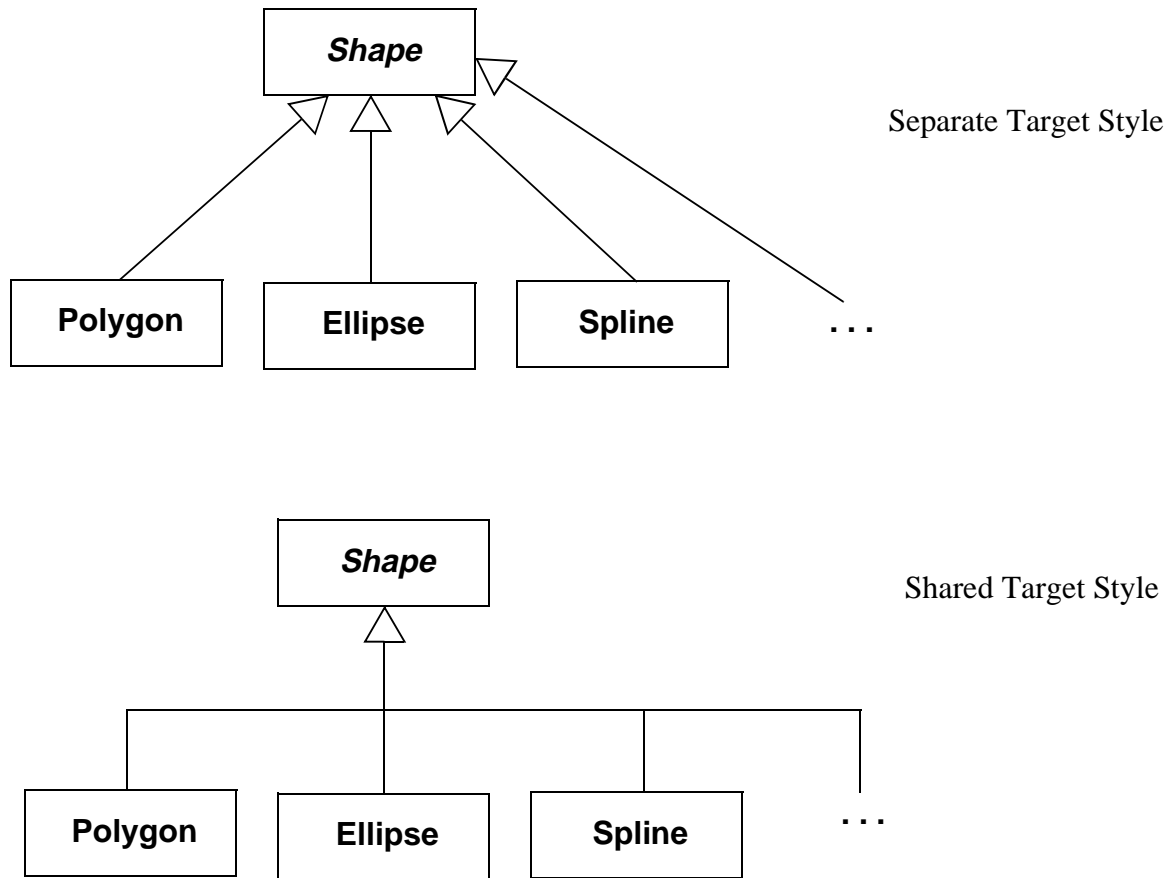 Shape
Separate Target Style
Polygon
Ellipse
Spline
. . .
Shape
Shared Target Style
Polygon
Ellipse
Spline
. . .